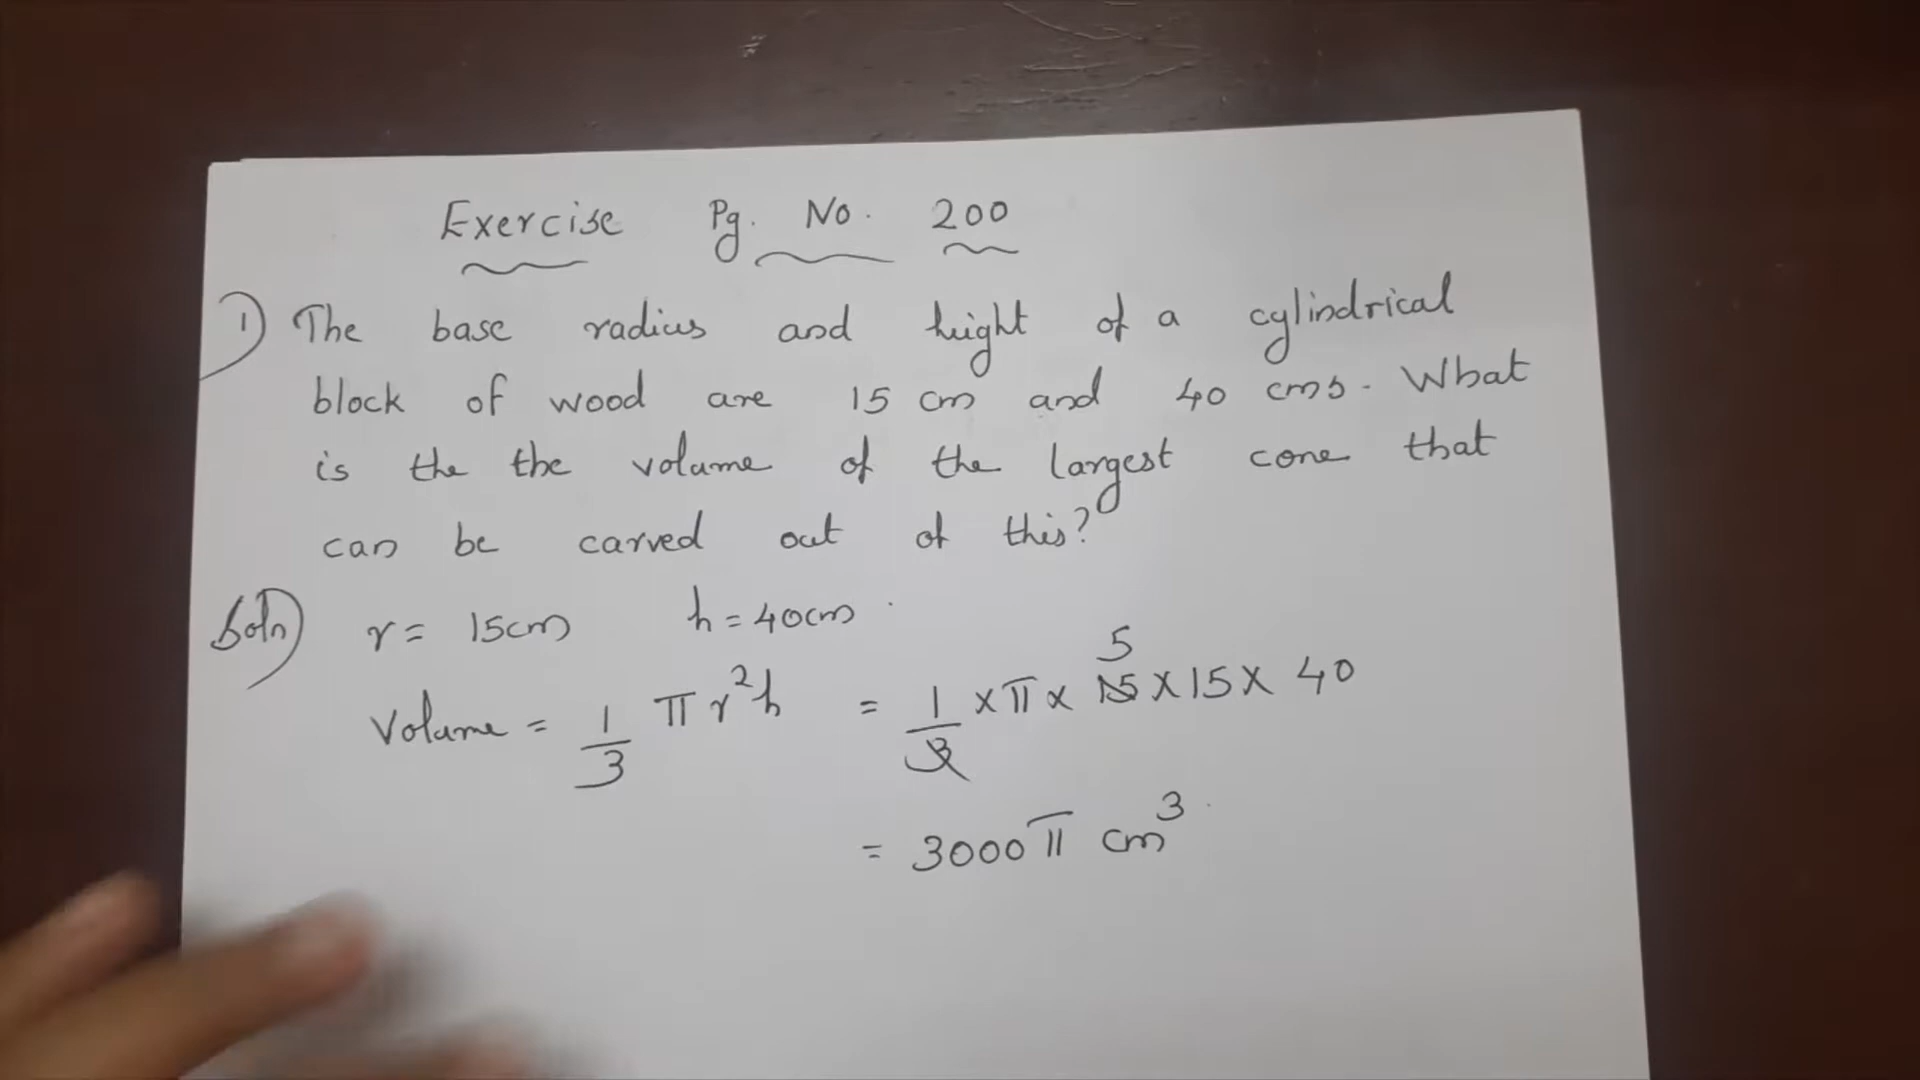 Exercise Pg. No. 200
1) The base radius and height of a cylindrical
block of wood are 15 cm and 40 cms. What
is the the volume of the largest cone that
can be carved out of this?
Soln) r = 15cm h = 40cm
Volume = 1/3 πr²h = 1/3 × π × 15 5 × 15 × 40
= 3000π cm³